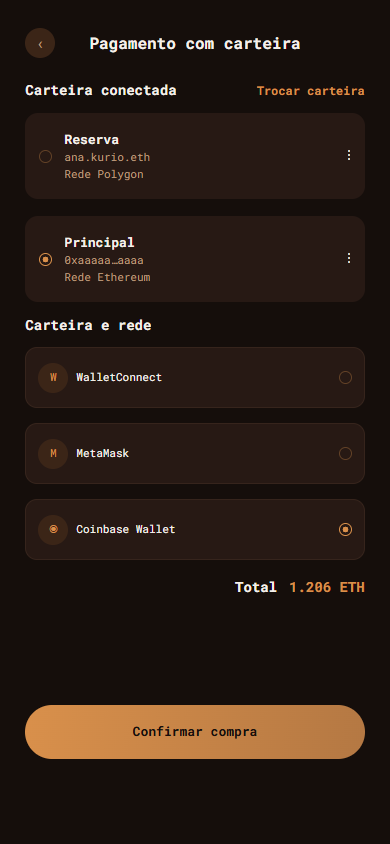 ‹ Pagamento com carteira
Carteira conectada Trocar carteira
Reserva
ana.kurio.eth
Rede Polygon
Principal
0xaaaaa…aaaa
Rede Ethereum
Carteira e rede
W WalletConnect
M MetaMask
◉ Coinbase Wallet
Total 1.206 ETH
Confirmar compra